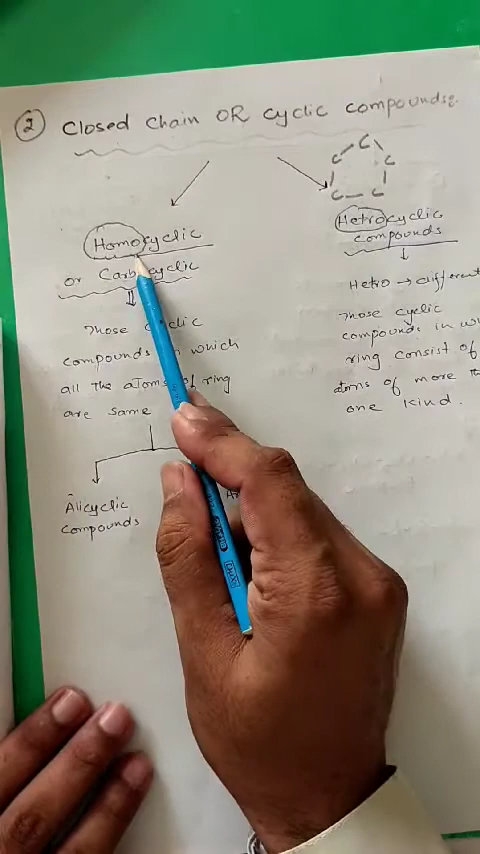 2 Closed Chain OR Cyclic compounds:
C
C C
C C
Homocyclic
or Carbocyclic
Those cyclic
compounds in which
all the atoms of ring
are same
Alicyclic
compounds
Hetrocyclic
compounds
Hetro → different
Those cyclic
compounds in
ring consist of
atoms of more
one kind.